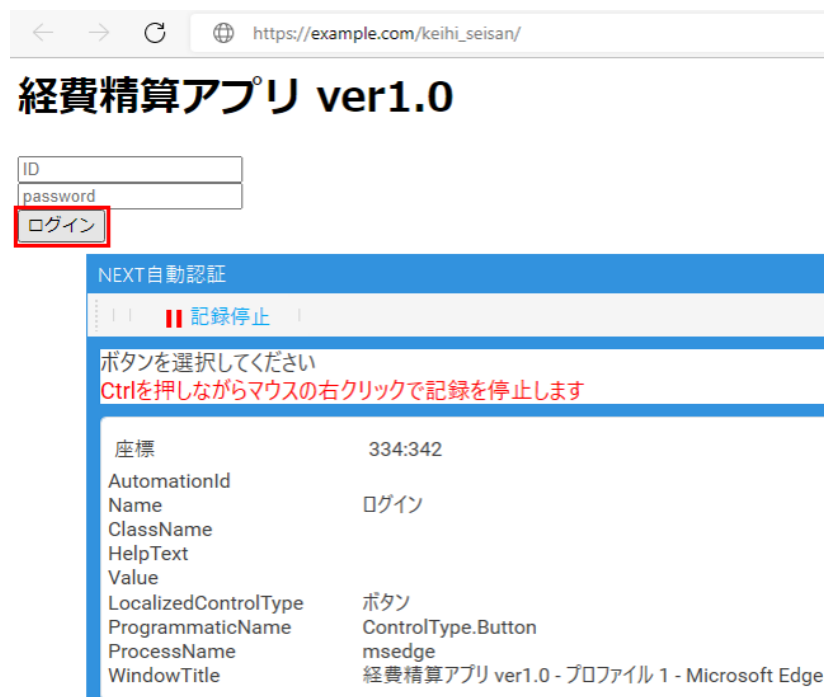 https://example.com/keihi_seisan/
経費精算アプリ ver1.0
ID
password
ログイン
NEXT自動認証
記録停止
ボタンを選択してください
Ctrlを押しながらマウスの右クリックで記録を停止します
座標 334:342
AutomationId
Name ログイン
ClassName
HelpText
Value
LocalizedControlType ボタン
ProgrammaticName ControlType.Button
ProcessName msedge
WindowTitle 経費精算アプリ ver1.0 - プロファイル 1 - Microsoft Edge